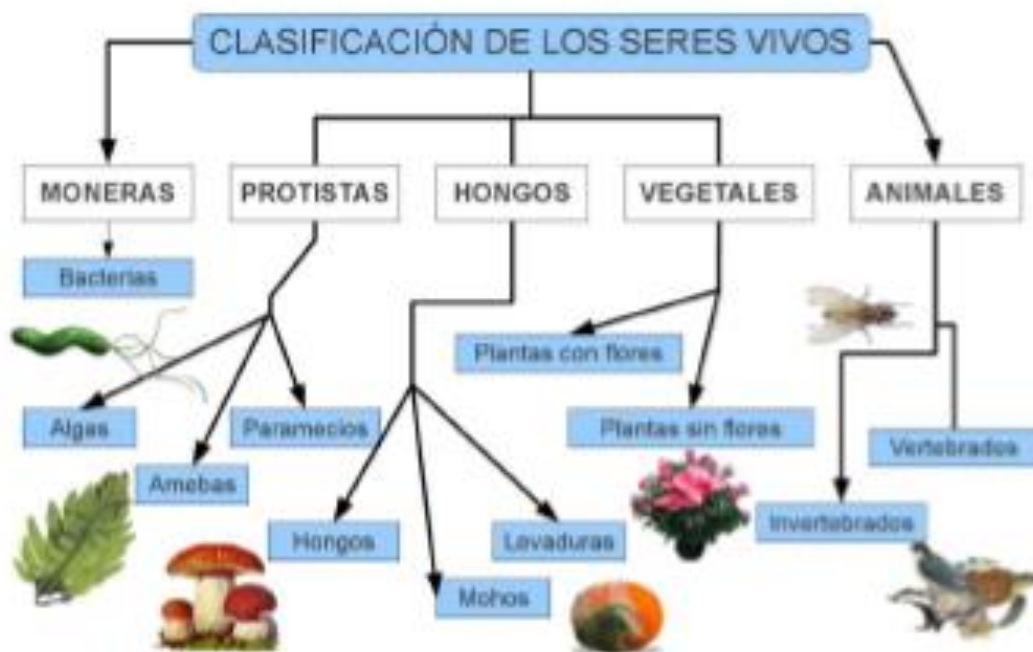 CLASIFICACIÓN DE LOS SERES VIVOS
MONERAS
PROTISTAS
HONGOS
VEGETALES
ANIMALES
Bacterias
Plantas con flores
Algas
Paramecios
Plantas sin flores
Vertebrados
Amebas
Hongos
Levaduras
Invertebrados
Mohos